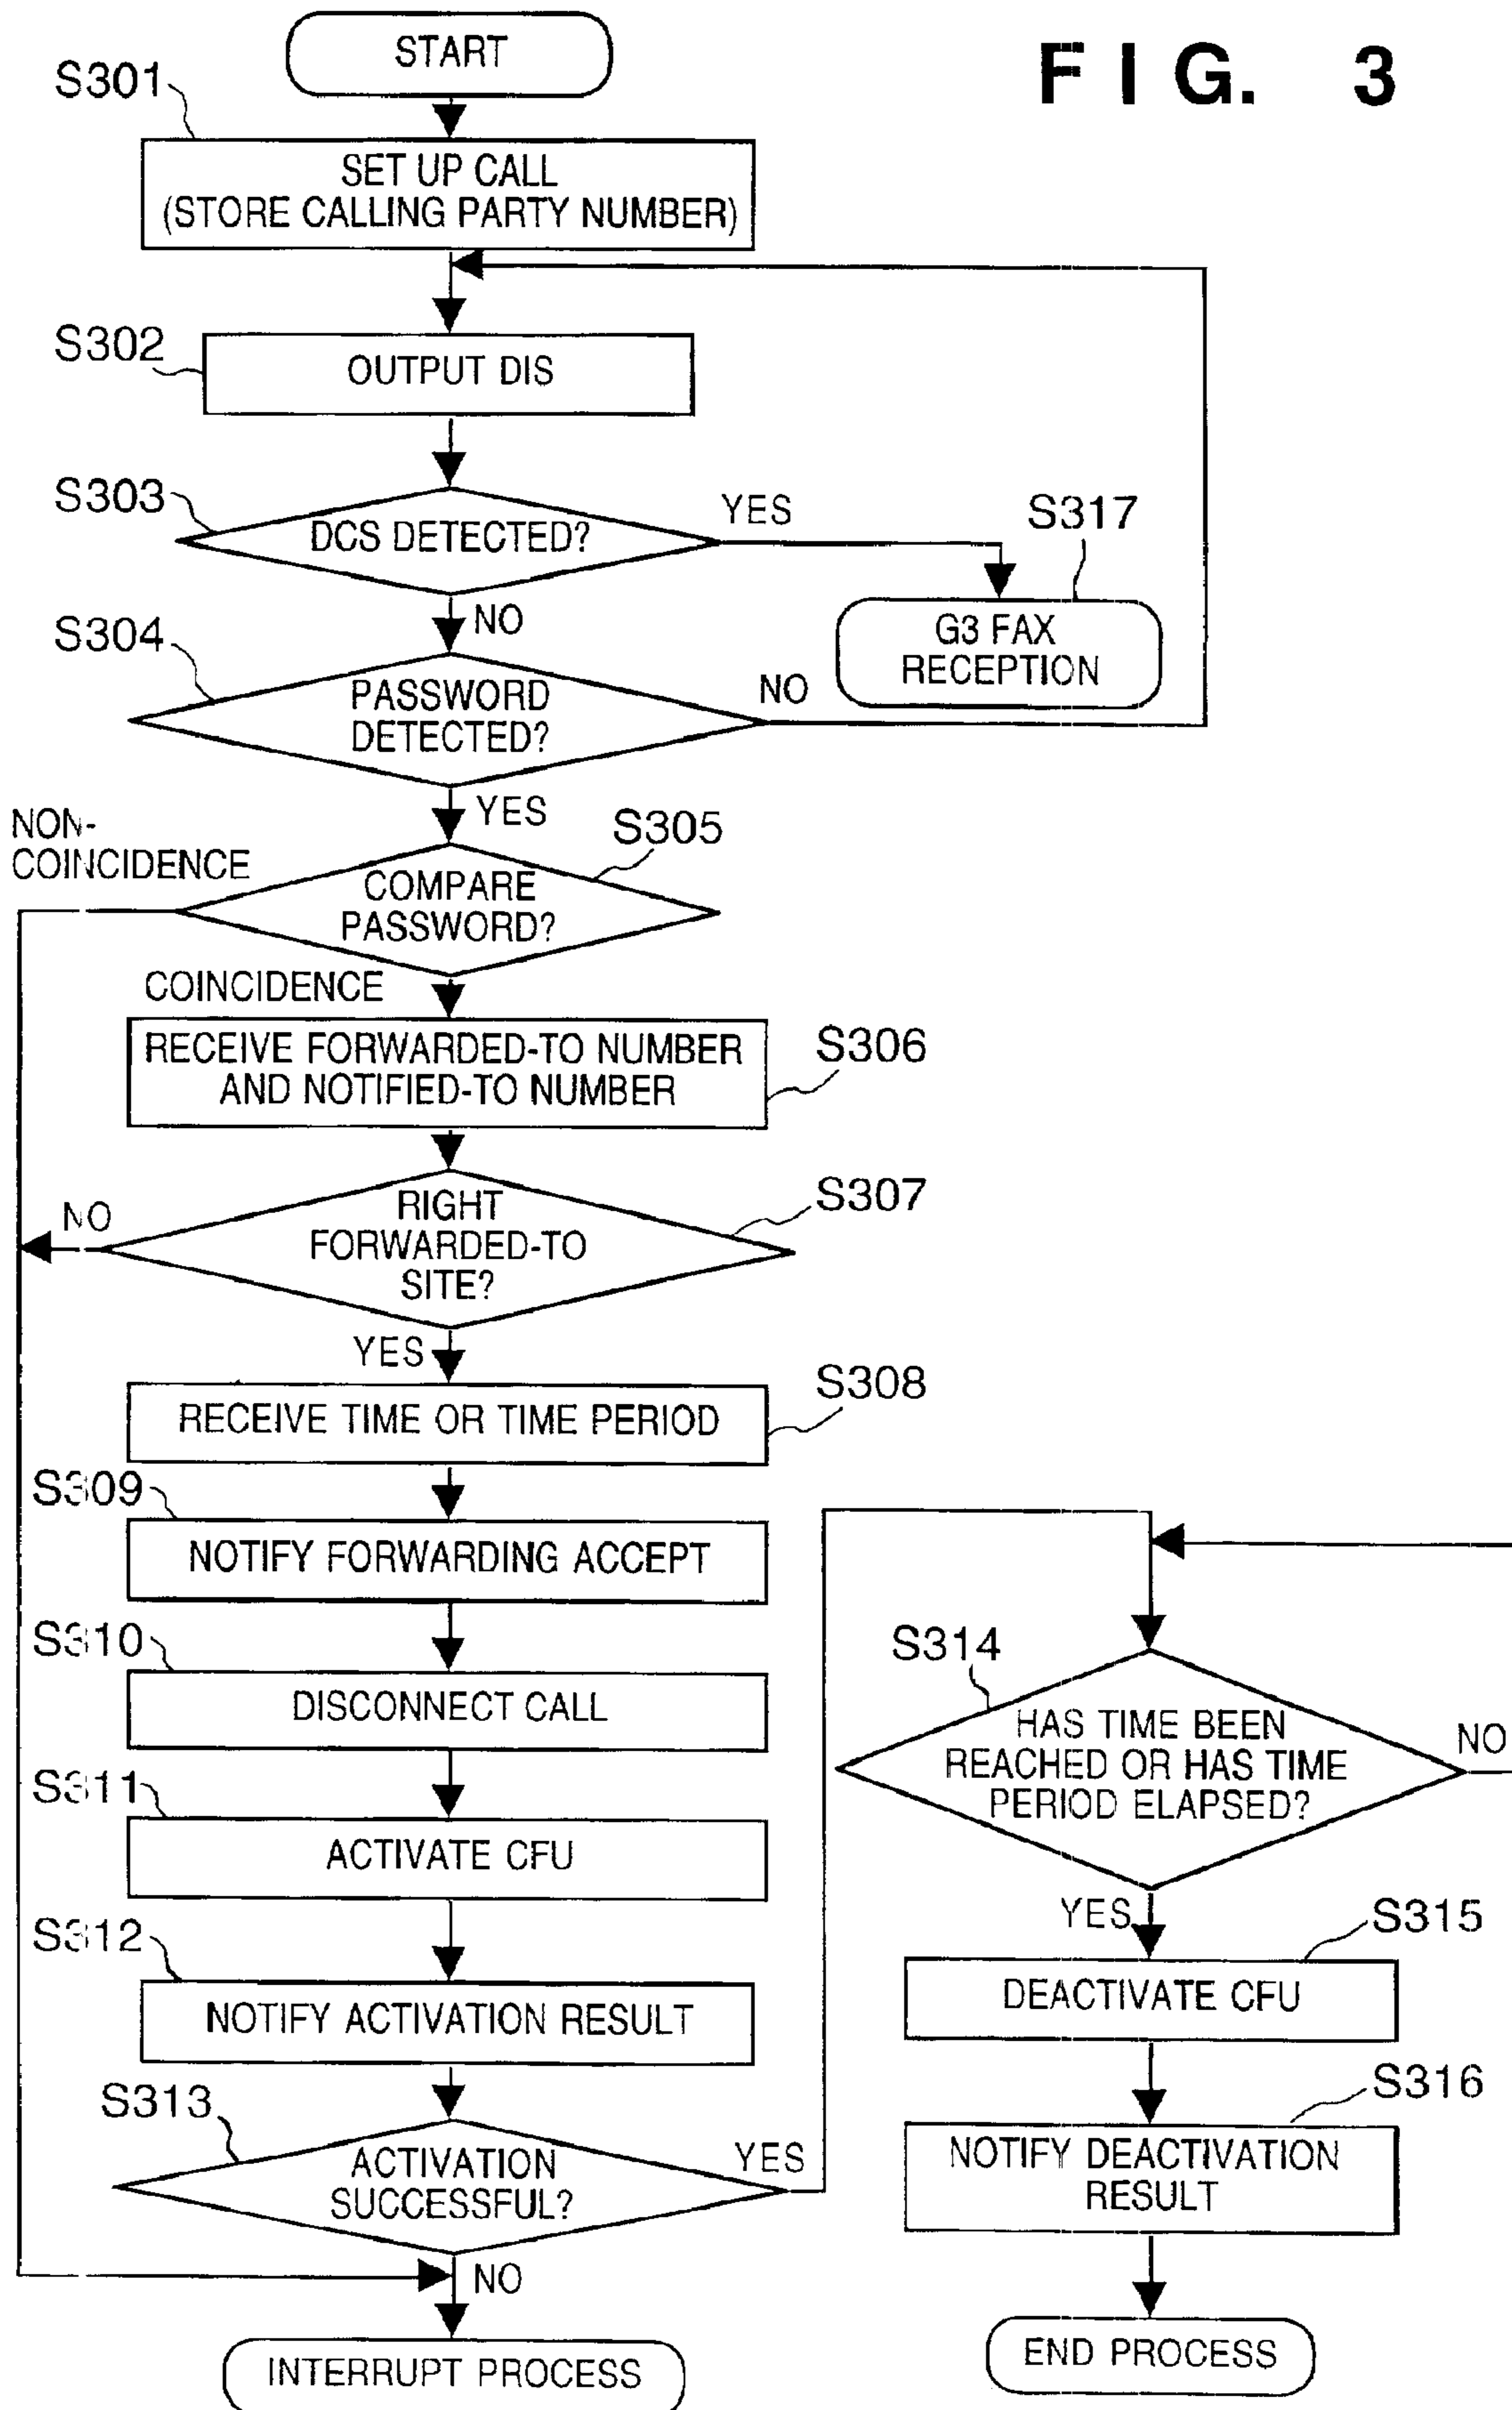 FIG. 3
START
S301
SET UP CALL
(STORE CALLING PARTY NUMBER)
S302
OUTPUT DIS
S303
DCS DETECTED?
YES
S317
G3 FAX
RECEPTION
NO
S304
PASSWORD
DETECTED?
NO
YES
NON-
COINCIDENCE
S305
COMPARE
PASSWORD?
COINCIDENCE
RECEIVE FORWARDED-TO NUMBER
AND NOTIFIED-TO NUMBER
S306
NO
RIGHT
FORWARDED-TO
SITE?
S307
YES
RECEIVE TIME OR TIME PERIOD
S308
S309
NOTIFY FORWARDING ACCEPT
S310
DISCONNECT CALL
S311
ACTIVATE CFU
S312
NOTIFY ACTIVATION RESULT
S313
ACTIVATION
SUCCESSFUL?
YES
NO
INTERRUPT PROCESS
S314
HAS TIME BEEN
REACHED OR HAS TIME
PERIOD ELAPSED?
NO
YES
S315
DEACTIVATE CFU
S316
NOTIFY DEACTIVATION
RESULT
END PROCESS